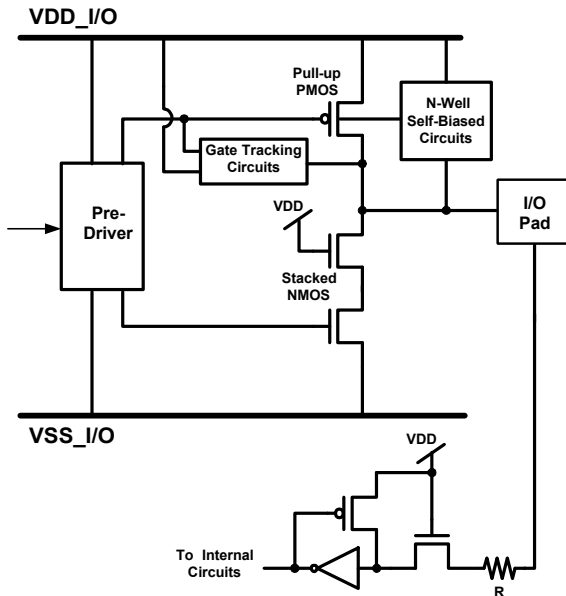 VDD_I/O
Pull-up
PMOS
N-Well
Self-Biased
Circuits
Gate Tracking
Circuits
Pre-
Driver
VDD
I/O
Pad
Stacked
NMOS
VSS_I/O
VDD
To Internal
Circuits
R